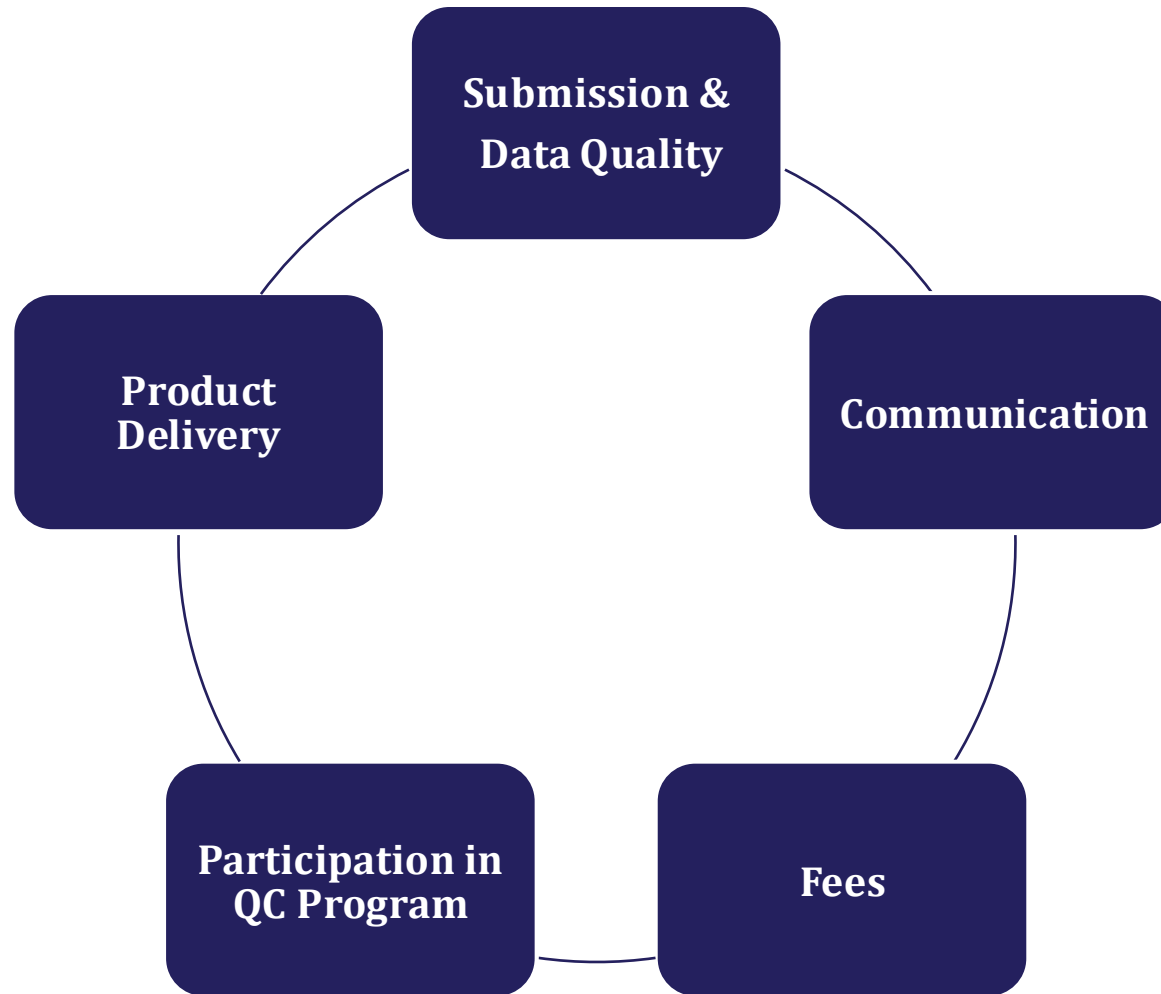 Submission &
Data Quality
Communication
Fees
Participation in
QC Program
Product
Delivery